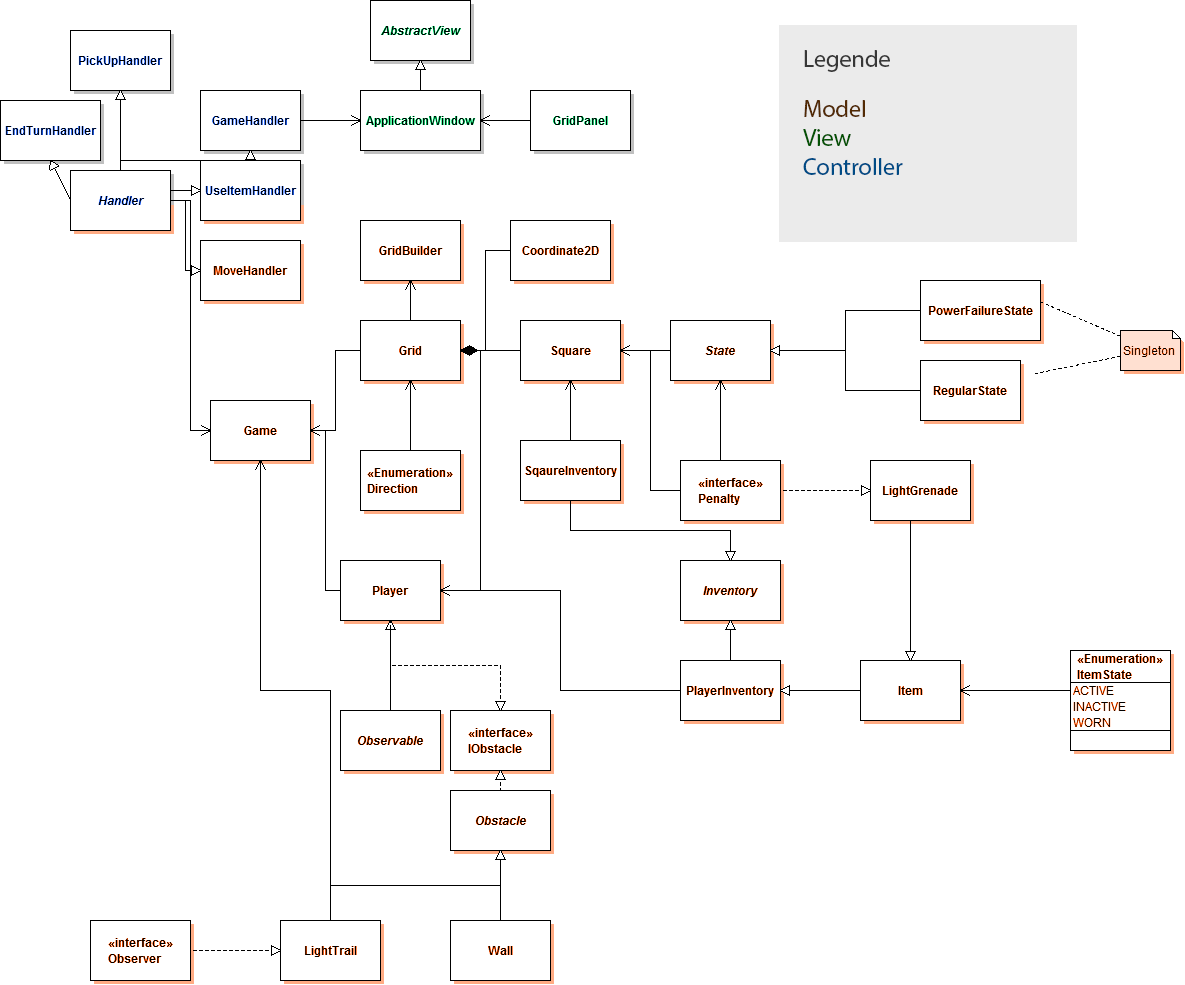 AbstractView
PickUpHandler
Legende
Model
View
Controller
EndTurnHandler
GameHandler
ApplicationWindow
GridPanel
Handler
UseItemHandler
MoveHandler
GridBuilder
Coordinate2D
Grid
Square
State
PowerFailureState
Singleton
RegularState
Game
«Enumeration»
Direction
SqaureInventory
«interface»
Penalty
LightGrenade
Player
Inventory
PlayerInventory
Item
«Enumeration»
ItemState
ACTIVE
INACTIVE
WORN
Observable
«interface»
IObstacle
Obstacle
«interface»
Observer
LightTrail
Wall